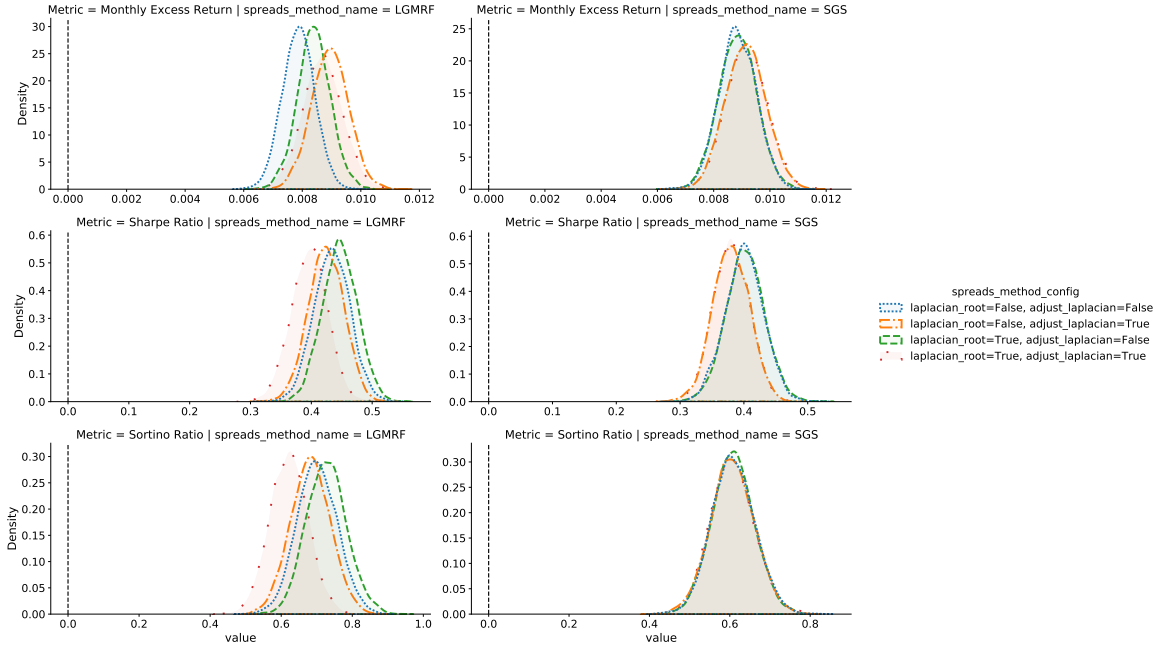 Metric = Monthly Excess Return | spreads_method_name = LGMRF
30
25
20
15
10
5
0
Density
0.000 0.002 0.004 0.006 0.008 0.010 0.012
Metric = Monthly Excess Return | spreads_method_name = SGS
25
20
15
10
5
0
0.000 0.002 0.004 0.006 0.008 0.010 0.012
Metric = Sharpe Ratio | spreads_method_name = LGMRF
0.6
0.5
0.4
0.3
0.2
0.1
0.0
Density
0.0 0.1 0.2 0.3 0.4 0.5
Metric = Sharpe Ratio | spreads_method_name = SGS
0.6
0.5
0.4
0.3
0.2
0.1
0.0
0.0 0.1 0.2 0.3 0.4 0.5
Metric = Sortino Ratio | spreads_method_name = LGMRF
0.30
0.25
0.20
0.15
0.10
0.05
0.00
Density
0.0 0.2 0.4 0.6 0.8 1.0
value
Metric = Sortino Ratio | spreads_method_name = SGS
0.30
0.25
0.20
0.15
0.10
0.05
0.00
0.0 0.2 0.4 0.6 0.8
value
spreads_method_config
laplacian_root=False, adjust_laplacian=False
laplacian_root=False, adjust_laplacian=True
laplacian_root=True, adjust_laplacian=False
laplacian_root=True, adjust_laplacian=True